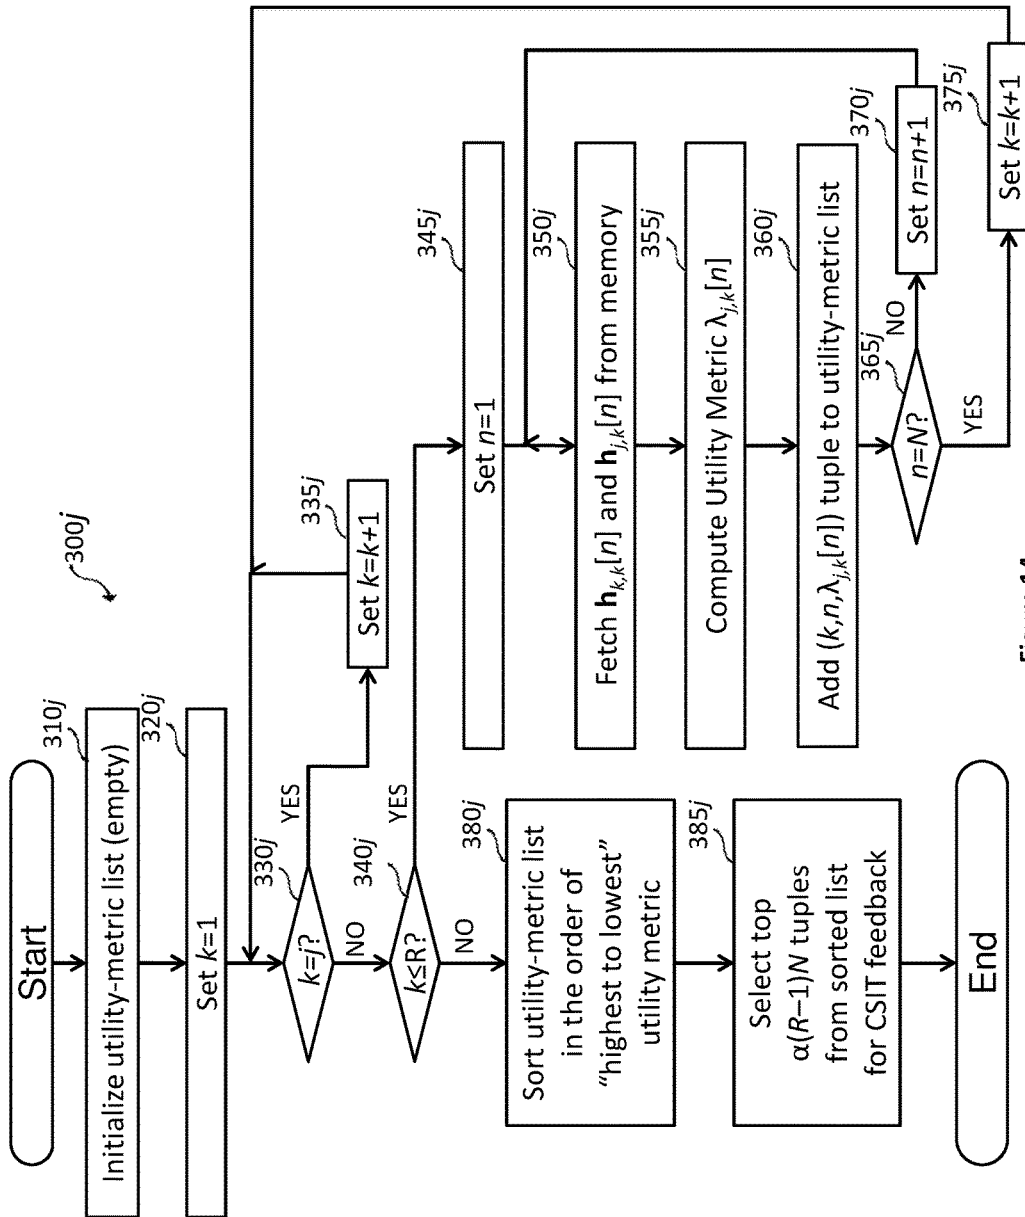 300j
Start
310j
Initialize utility-metric list (empty)
320j
Set k=1
330j
k=j?
YES
NO
335j
Set k=k+1
340j
k≤R?
YES
NO
345j
Set n=1
350j
Fetch h_{k,k}[n] and h_{j,k}[n] from memory
355j
Compute Utility Metric λ_{j,k}[n]
360j
Add (k,n,λ_{j,k}[n]) tuple to utility-metric list
365j
n=N?
NO
YES
370j
Set n=n+1
375j
Set k=k+1
380j
Sort utility-metric list
in the order of
“highest to lowest”
utility metric
385j
Select top
α(R−1)N tuples
from sorted list
for CSIT feedback
End